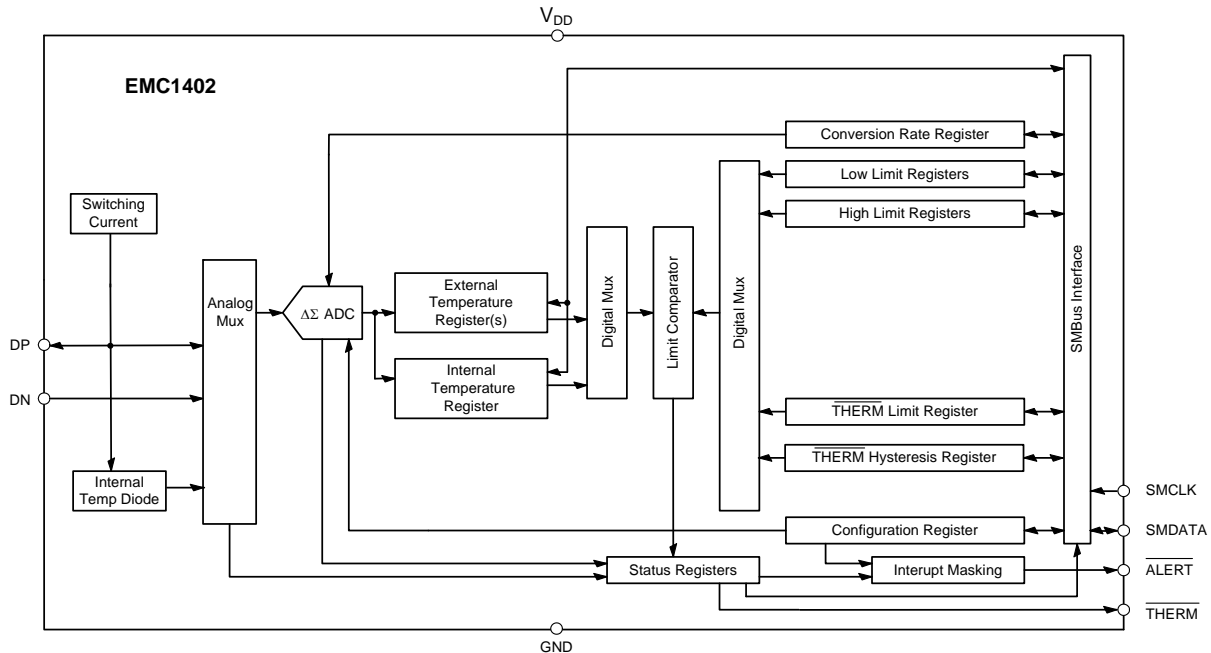 V_DD
EMC1402
Conversion Rate Register
Low Limit Registers
High Limit Registers
Switching
Current
Analog
Mux
ΔΣ ADC
External
Temperature
Register(s)
Internal
Temperature
Register
Digital Mux
Limit Comparator
Digital Mux
SMBus Interface
DP
DN
THERM Limit Register
THERM Hysteresis Register
Internal
Temp Diode
SMCLK
Configuration Register
SMDATA
Status Registers
Interupt Masking
ALERT
THERM
GND